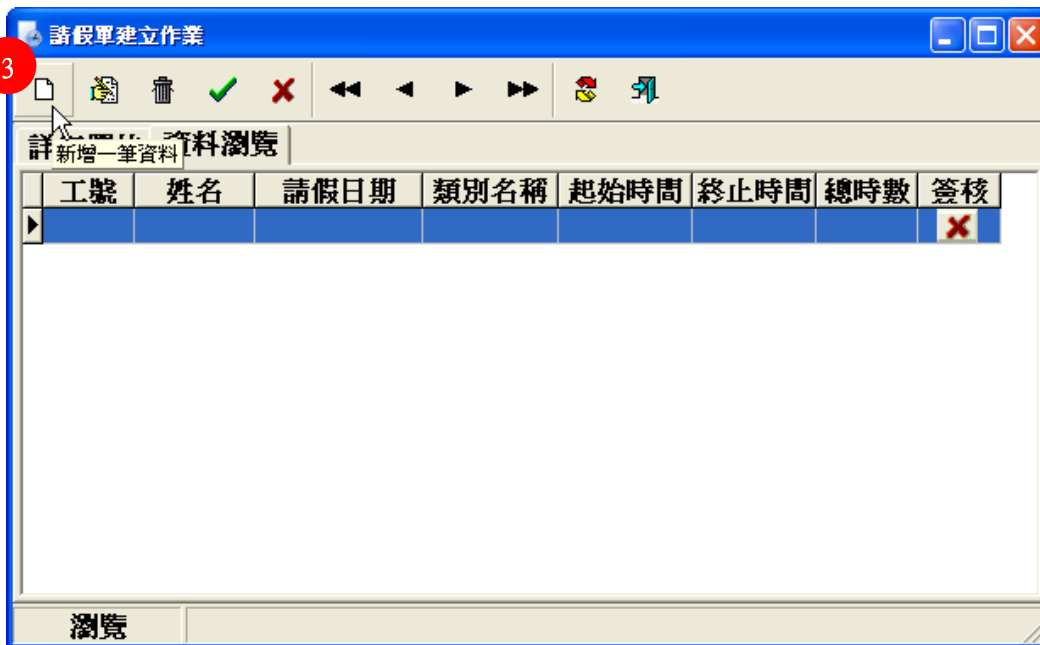 請假單建立作業
3
詳
資料瀏覽
新增一筆資料
工號 姓名 請假日期 類別名稱 起始時間 終止時間 總時數 簽核
瀏覽